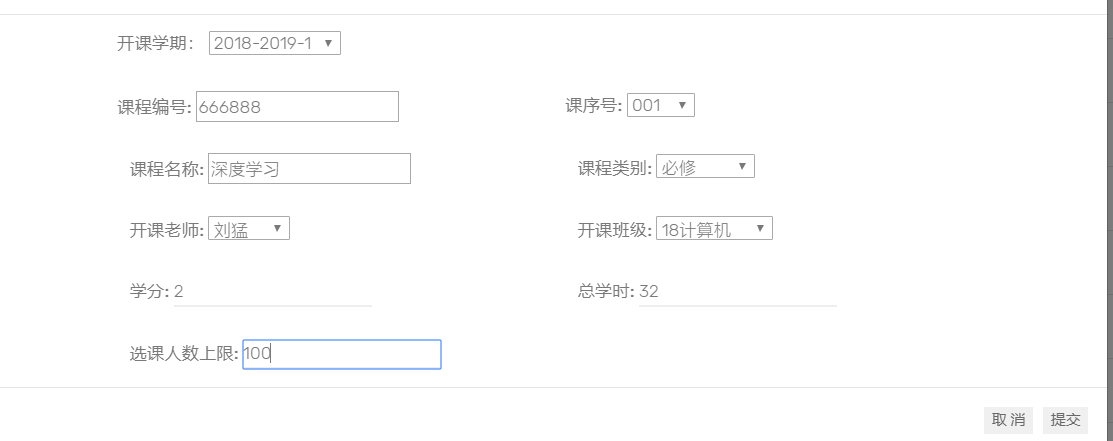 开课学期： 2018-2019-1
课程编号: 666888 课序号: 001
课程名称: 深度学习 课程类别: 必修
开课老师: 刘猛 开课班级: 18计算机
学分: 2 总学时: 32
选课人数上限: 100
取 消 提交